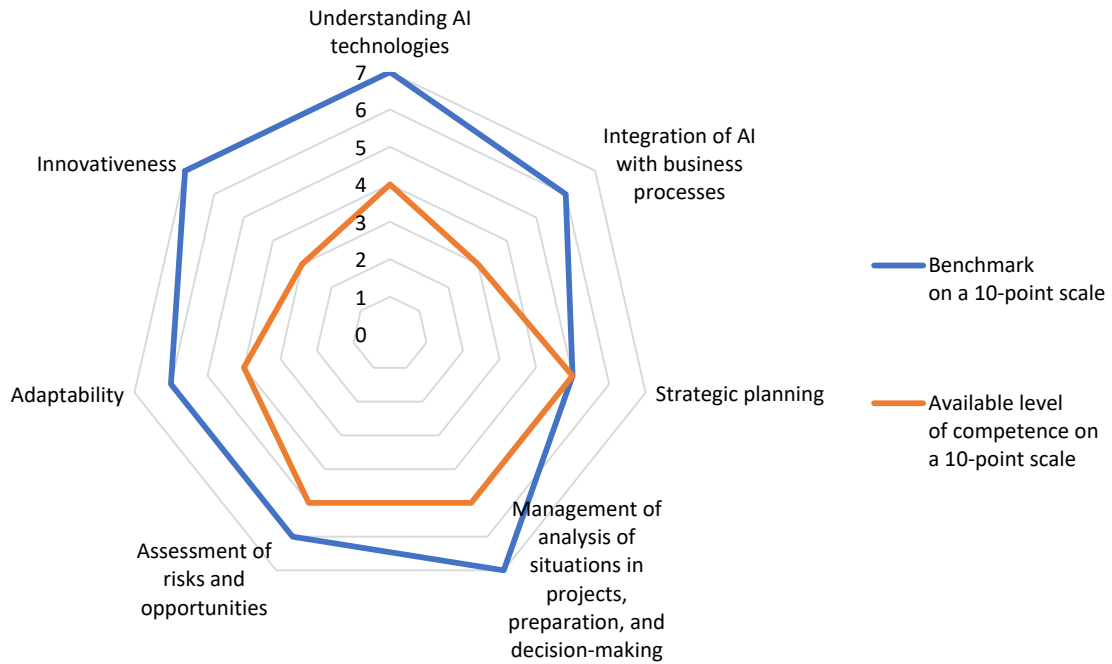 Understanding AI
technologies
7
6
5
4
3
2
1
0
Integration of AI
with business
processes
Strategic planning
Management of
analysis of
situations in
projects,
preparation, and
decision-making
Assessment of
risks and
opportunities
Adaptability
Innovativeness
Benchmark
on a 10-point scale
Available level
of competence on
a 10-point scale